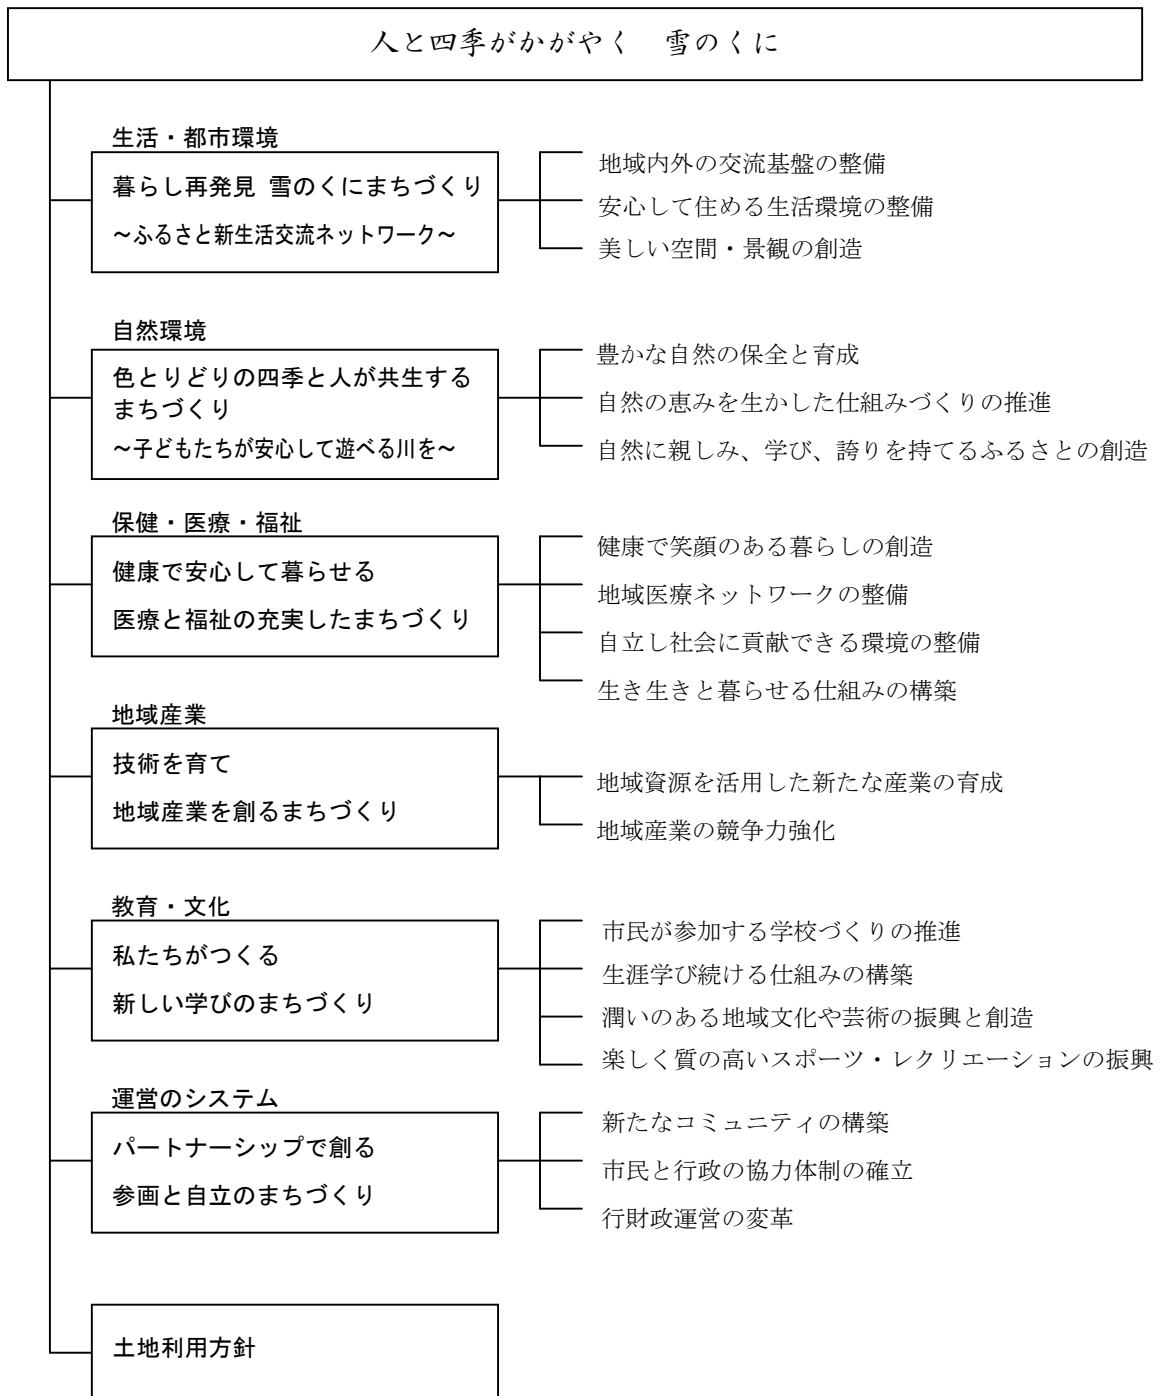 人と四季がかがやく　雪のくに
生活・都市環境
暮らし再発見 雪のくにまちづくり
～ふるさと新生活交流ネットワーク～
地域内外の交流基盤の整備
安心して住める生活環境の整備
美しい空間・景観の創造
自然環境
色とりどりの四季と人が共生する
まちづくり
～子どもたちが安心して遊べる川を～
豊かな自然の保全と育成
自然の恵みを生かした仕組みづくりの推進
自然に親しみ、学び、誇りを持てるふるさとの創造
保健・医療・福祉
健康で安心して暮らせる
医療と福祉の充実したまちづくり
健康で笑顔のある暮らしの創造
地域医療ネットワークの整備
自立し社会に貢献できる環境の整備
生き生きと暮らせる仕組みの構築
地域産業
技術を育て
地域産業を創るまちづくり
地域資源を活用した新たな産業の育成
地域産業の競争力強化
教育・文化
私たちがつくる
新しい学びのまちづくり
市民が参加する学校づくりの推進
生涯学び続ける仕組みの構築
潤いのある地域文化や芸術の振興と創造
楽しく質の高いスポーツ・レクリエーションの振興
運営のシステム
パートナーシップで創る
参画と自立のまちづくり
新たなコミュニティの構築
市民と行政の協力体制の確立
行財政運営の変革
土地利用方針